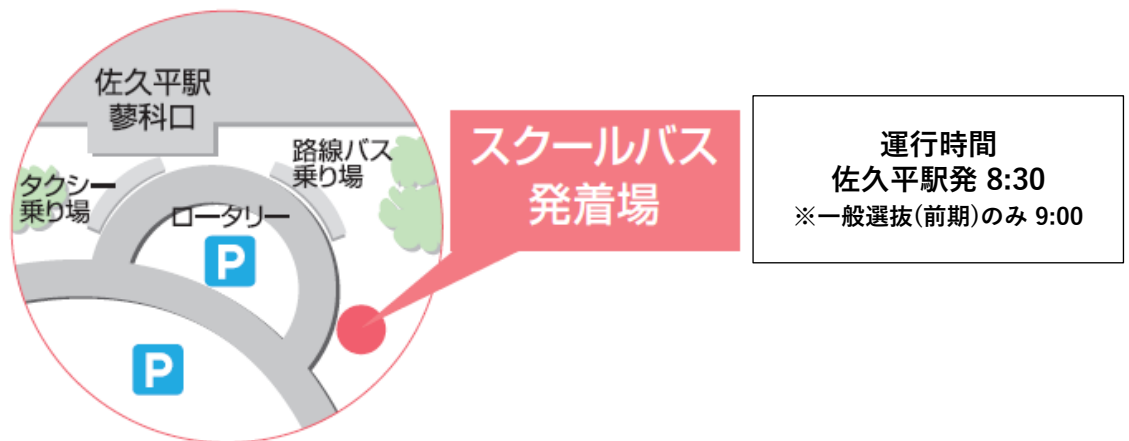 佐久平駅
蓼科口
路線バス
乗り場
タクシー
乗り場
ロータリー
P
P
スクールバス
発着場
運行時間
佐久平駅発 8:30
※一般選抜(前期)のみ 9:00